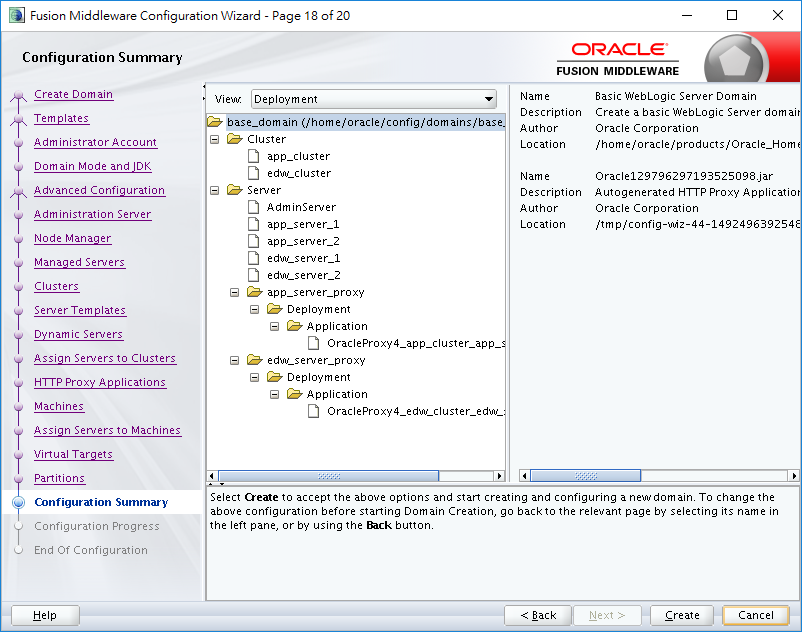 Fusion Middleware Configuration Wizard - Page 18 of 20
Configuration Summary
ORACLE
FUSION MIDDLEWARE
Create Domain
Templates
Administrator Account
Domain Mode and JDK
Advanced Configuration
Administration Server
Node Manager
Managed Servers
Clusters
Server Templates
Dynamic Servers
Assign Servers to Clusters
HTTP Proxy Applications
Machines
Assign Servers to Machines
Virtual Targets
Partitions
Configuration Summary
Configuration Progress
End Of Configuration
View: Deployment
base_domain (/home/oracle/config/domains/base_
Cluster
app_cluster
edw_cluster
Server
AdminServer
app_server_1
app_server_2
edw_server_1
edw_server_2
app_server_proxy
Deployment
Application
OracleProxy4_app_cluster_app_s
edw_server_proxy
Deployment
Application
OracleProxy4_edw_cluster_edw_s
Name Basic WebLogic Server Domain
Description Create a basic WebLogic Server domain
Author Oracle Corporation
Location /home/oracle/products/Oracle_Home
Name Oracle129796297193525098.jar
Description Autogenerated HTTP Proxy Application
Author Oracle Corporation
Location /tmp/config-wiz-44-1492496392548
Select Create to accept the above options and start creating and configuring a new domain. To change the
above configuration before starting Domain Creation, go back to the relevant page by selecting its name in
the left pane, or by using the Back button.
Help
< Back
Next >
Create
Cancel